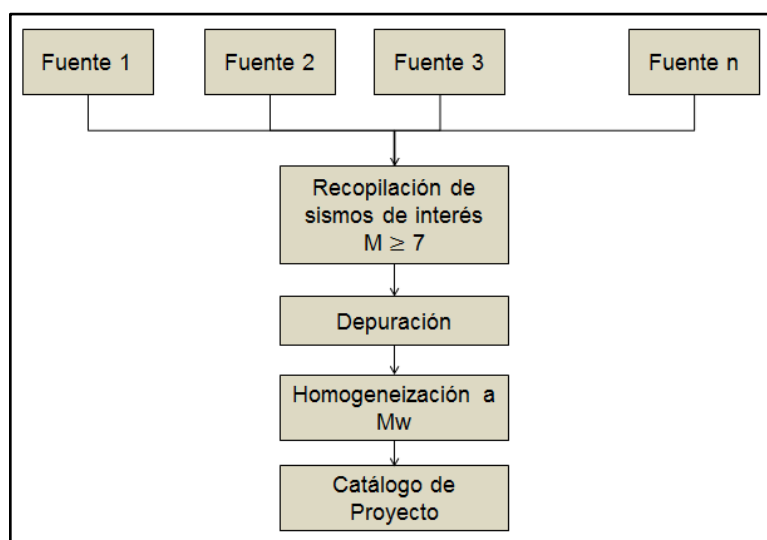 Fuente 1
Fuente 2
Fuente 3
Fuente n
Recopilación de
sismos de interés
M ≥ 7
Depuración
Homogeneización a
Mw
Catálogo de
Proyecto